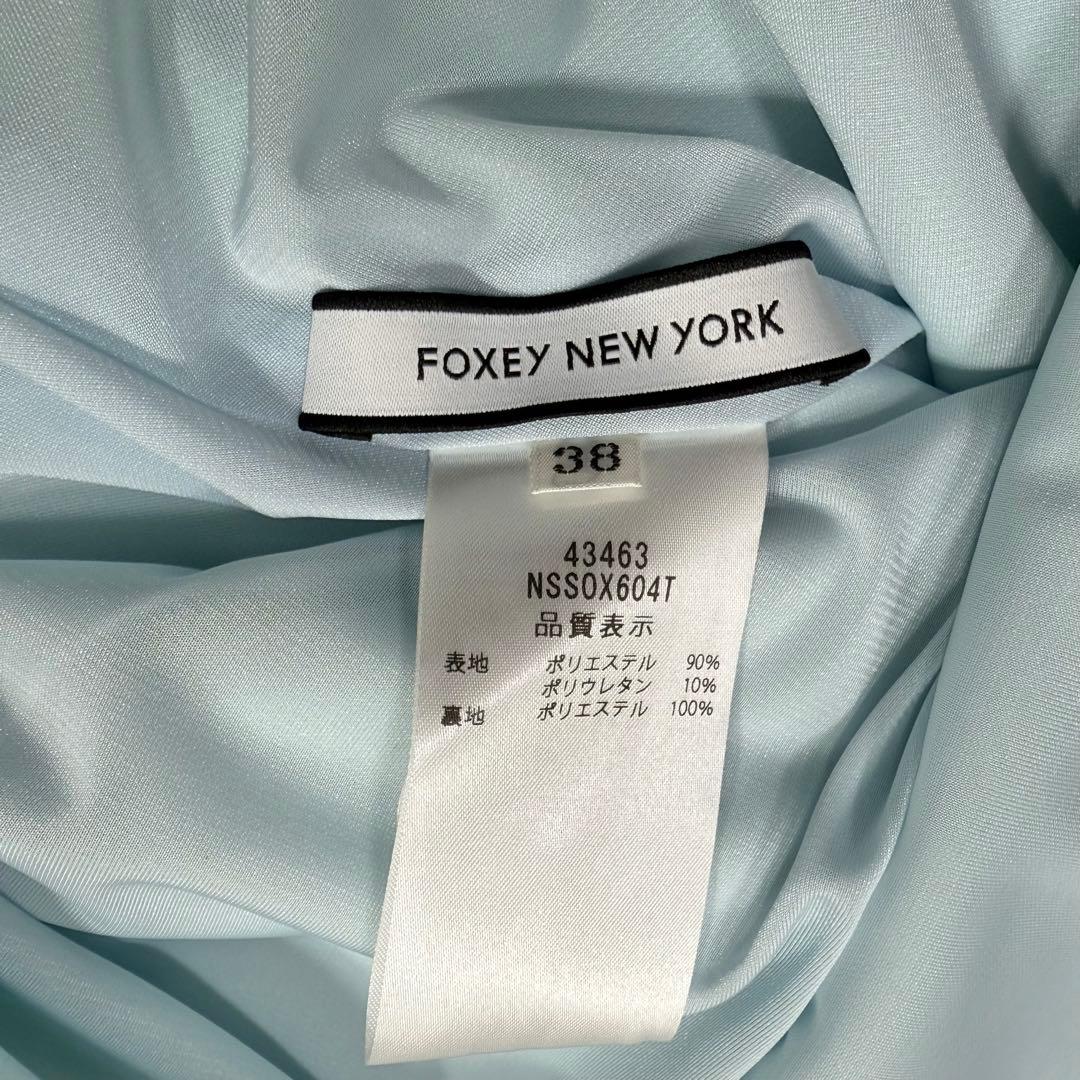 FOXEY NEW YORK
38
43463
NSSOX604T
品質表示
表地 ポリエステル 90%
ポリウレタン 10%
裏地 ポリエステル 100%